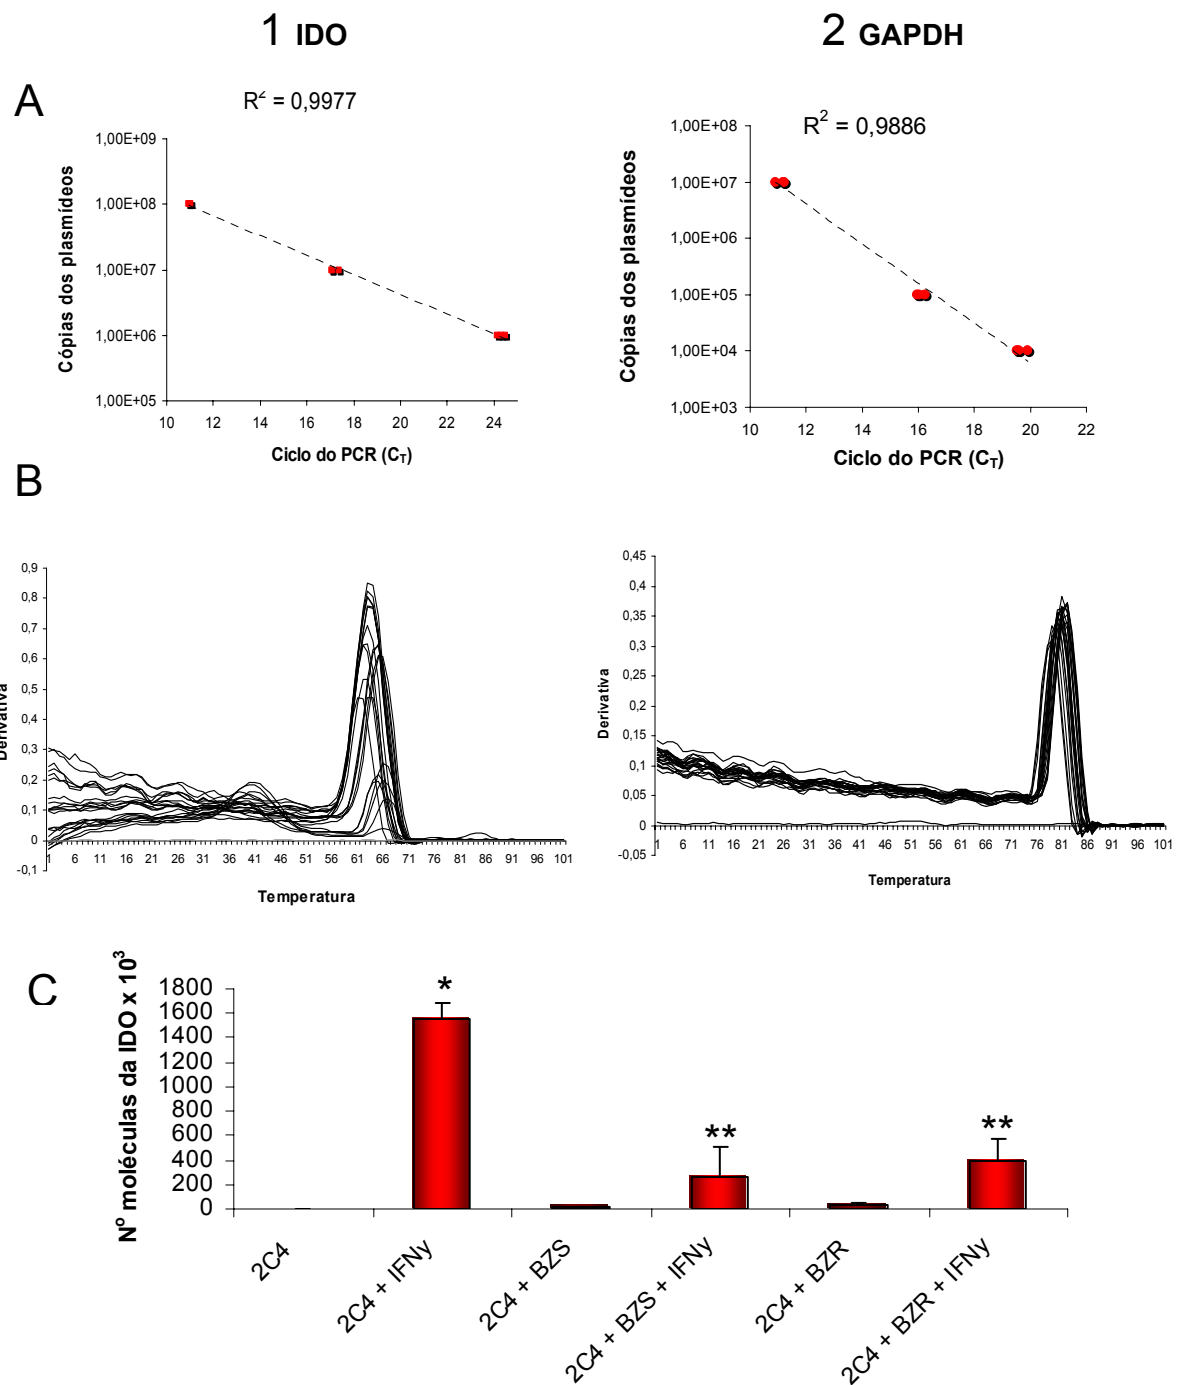 1 IDO
2 GAPDH
A
R² = 0,9977
R² = 0,9886
Cópias dos plasmídeos
1,00E+09
1,00E+08
1,00E+07
1,00E+06
1,00E+05
10 12 14 16 18 20 22 22 24
Ciclo do PCR (CT)
Cópias dos plasmídeos
1,00E+08
1,00E+07
1,00E+06
1,00E+05
1,00E+04
1,00E+03
10 12 14 16 18 20 22
Ciclo do PCR (CT)
B
Derivativa
0,9
0,8
0,7
0,6
0,5
0,4
0,3
0,2
0,1
0
-0,1
1 6 11 16 21 26 31 36 41 46 51 56 61 66 71 76 81 86 91 96 101
Temperatura
Derivativa
0,45
0,4
0,35
0,3
0,25
0,2
0,15
0,1
0,05
0
-0,05
1 6 11 16 21 26 31 36 41 46 51 56 61 66 71 76 81 86 91 96 101
Temperatura
C
Nº moléculas da IDO x 10³
1800
1600
1400
1200
1000
800
600
400
200
0
*
**
**
2C4
2C4 + IFNy
2C4 + BZS
2C4 + BZS + IFNy
2C4 + BZR
2C4 + BZR + IFNy